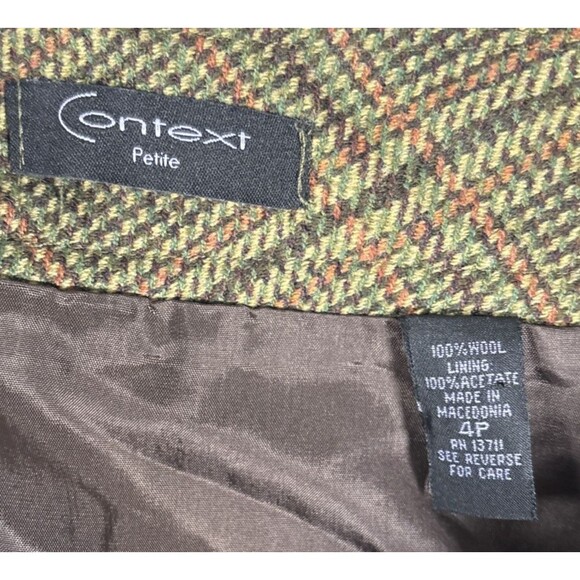 Context
Petite
100% WOOL
LINING:
100% ACETATE
MADE IN
MACEDONIA
4P
RN 13711
SEE REVERSE
FOR CARE